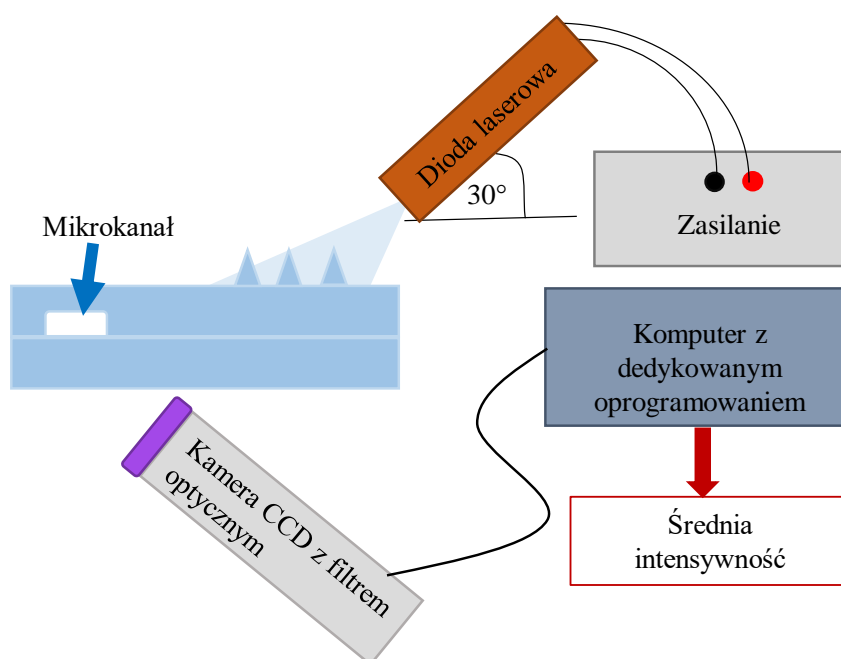 Dioda laserowa
30°
Mikrokanał
Zasilanie
Komputer z
dedykowanym
oprogramowaniem
Kamera CCD z filtrem
optycznym
Średnia
intensywność